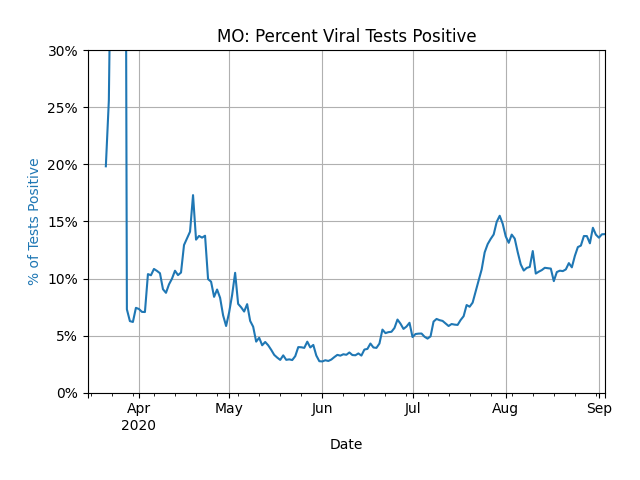 MO: Percent Viral Tests Positive
30%
25%
20%
15%
10%
5%
0%
% of Tests Positive
Apr May Jun Jul Aug Sep
2020
Date